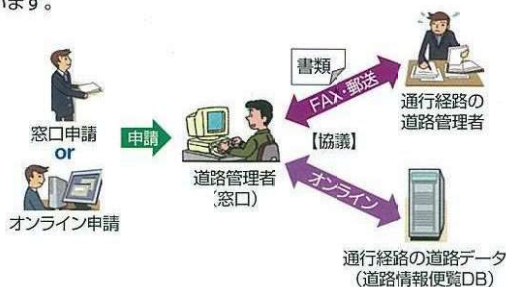 います。
書類
FAX・郵送
通行経路の
道路管理者
窓口申請
or
申請
【協議】
オンライン
道路管理者
（窓口）
オンライン申請
通行経路の道路データ
（道路情報便覧DB）